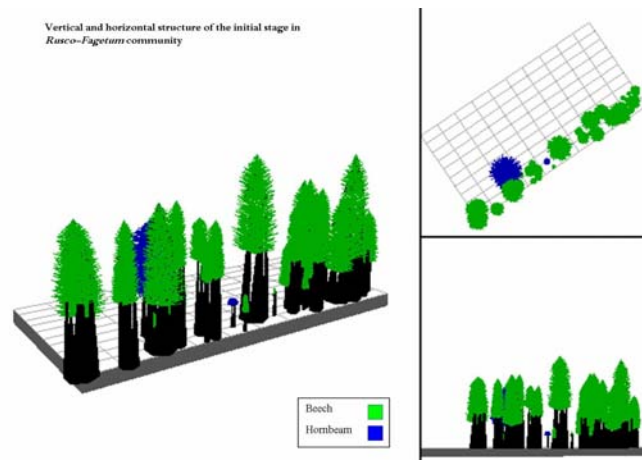 Vertical and horizontal structure of the initial stage in
Rusco-Fagetum community
Beech
Hornbeam